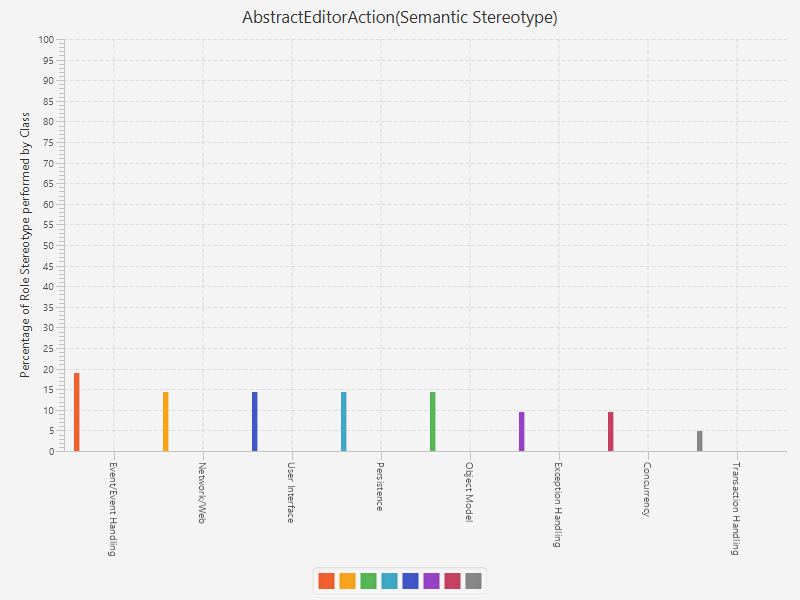 AbstractEditorAction(Semantic Stereotype)
Percentage of Role Stereotype performed by Class
100
95
90
85
80
75
70
65
60
55
50
45
40
35
30
25
20
15
10
5
0
Event/Event Handling
Network/Web
User Interface
Persistence
Object Model
Exception Handling
Concurrency
Transaction Handling